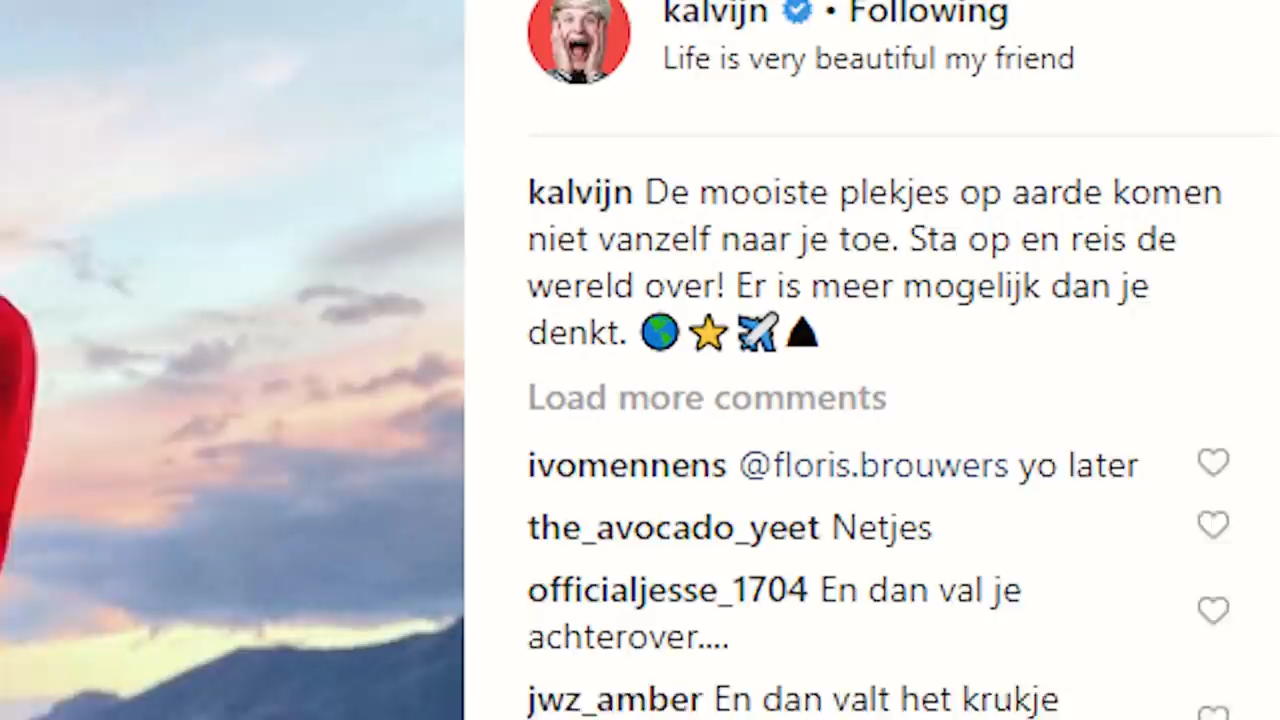 kalvijn • Following
Life is very beautiful my friend
kalvijn De mooiste plekjes op aarde komen
niet vanzelf naar je toe. Sta op en reis de
wereld over! Er is meer mogelijk dan je
denkt. 🌎⭐✈️
Load more comments
ivomennens @floris.brouwers yo later
the_avocado_yeet Netjes
officialjesse_1704 En dan val je
achterover....
jwz_amber En dan valt het krukje